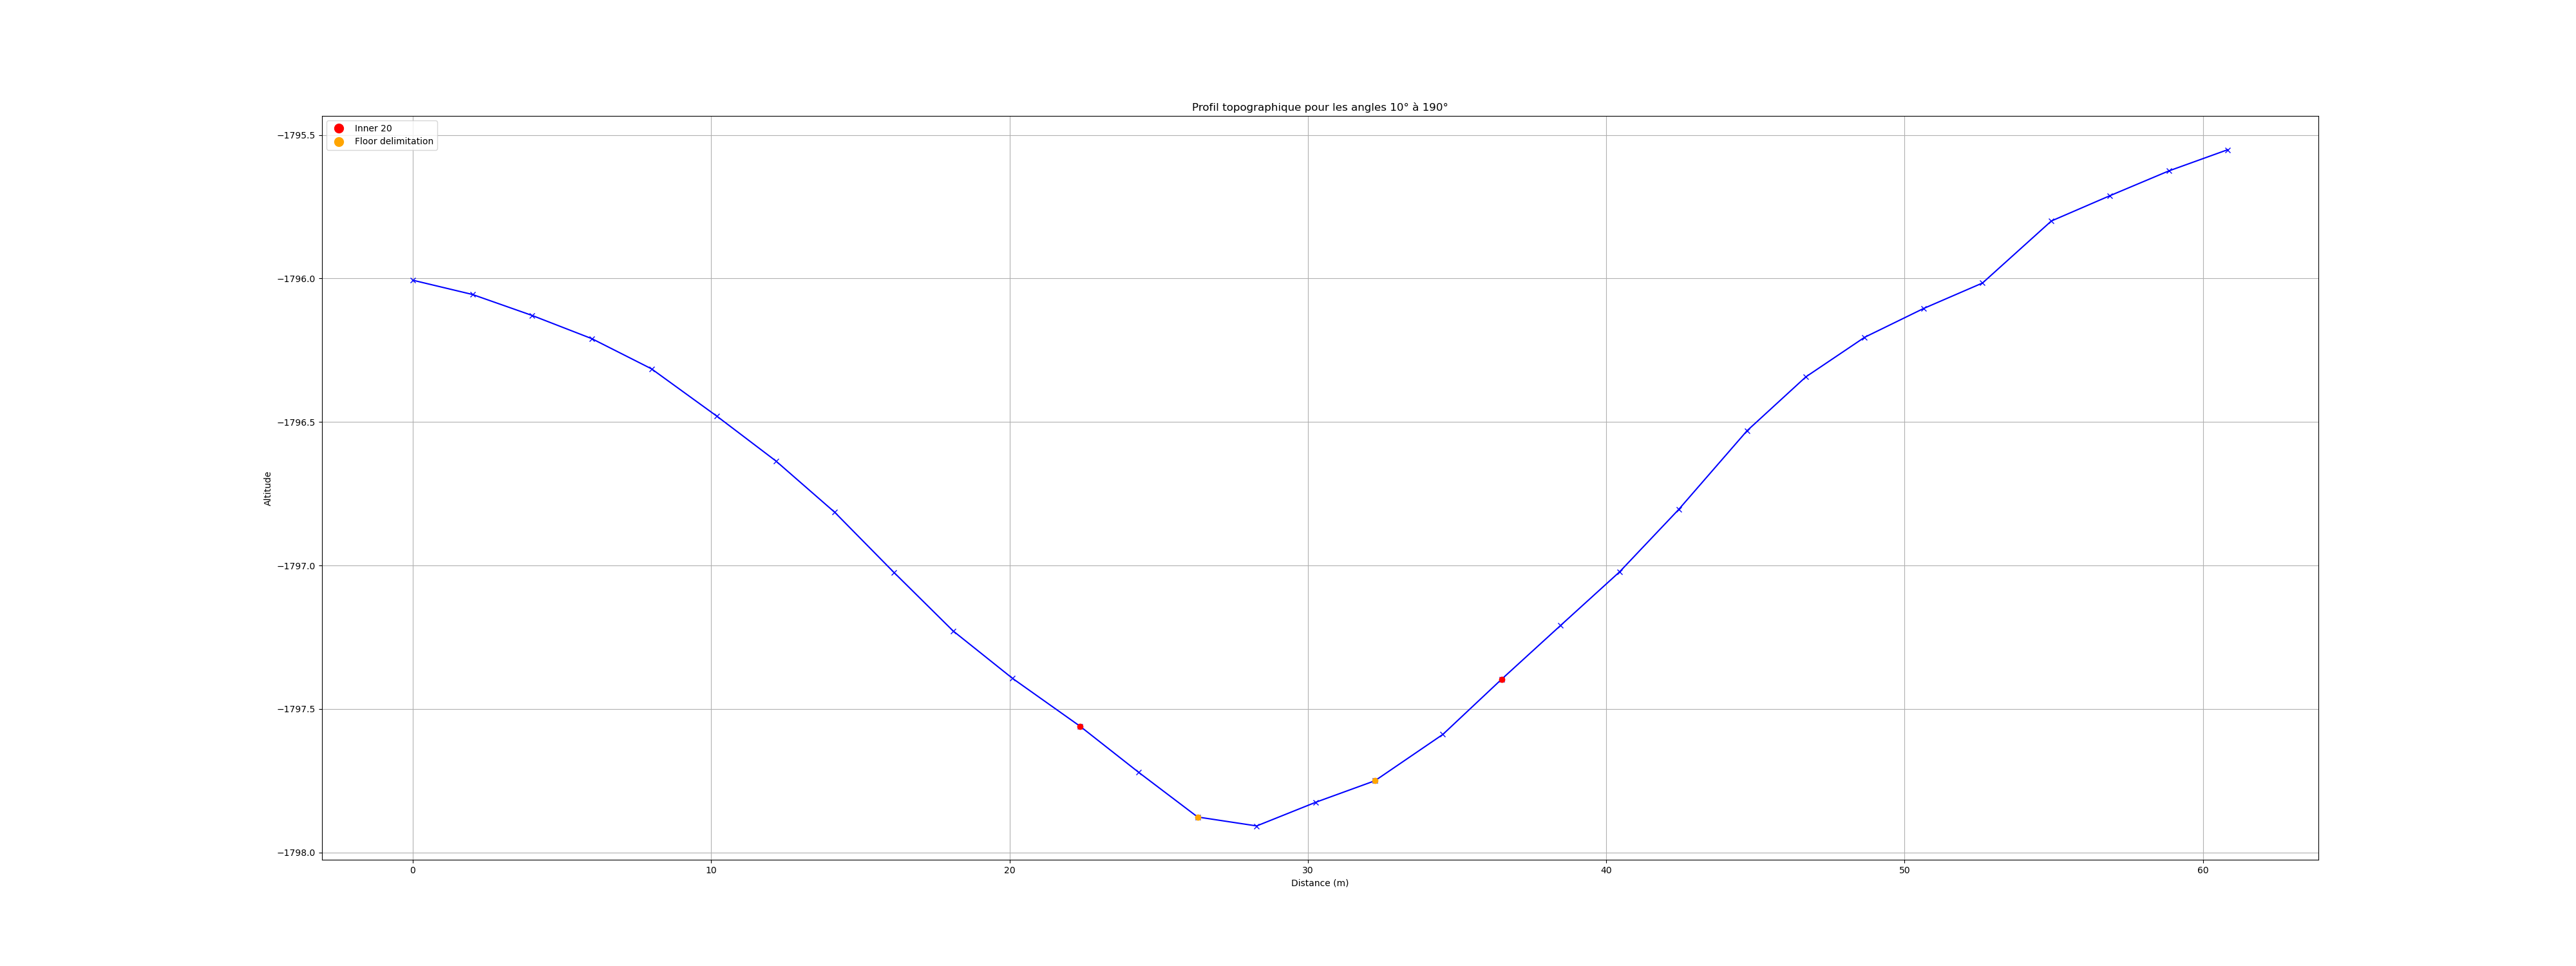 Profil topographique pour les angles 10° à 190°
Inner 20
Floor delimitation
−1795.5
−1796.0
−1796.5
−1797.0
−1797.5
−1798.0
Altitude
0 10 20 30 40 50 60
Distance (m)